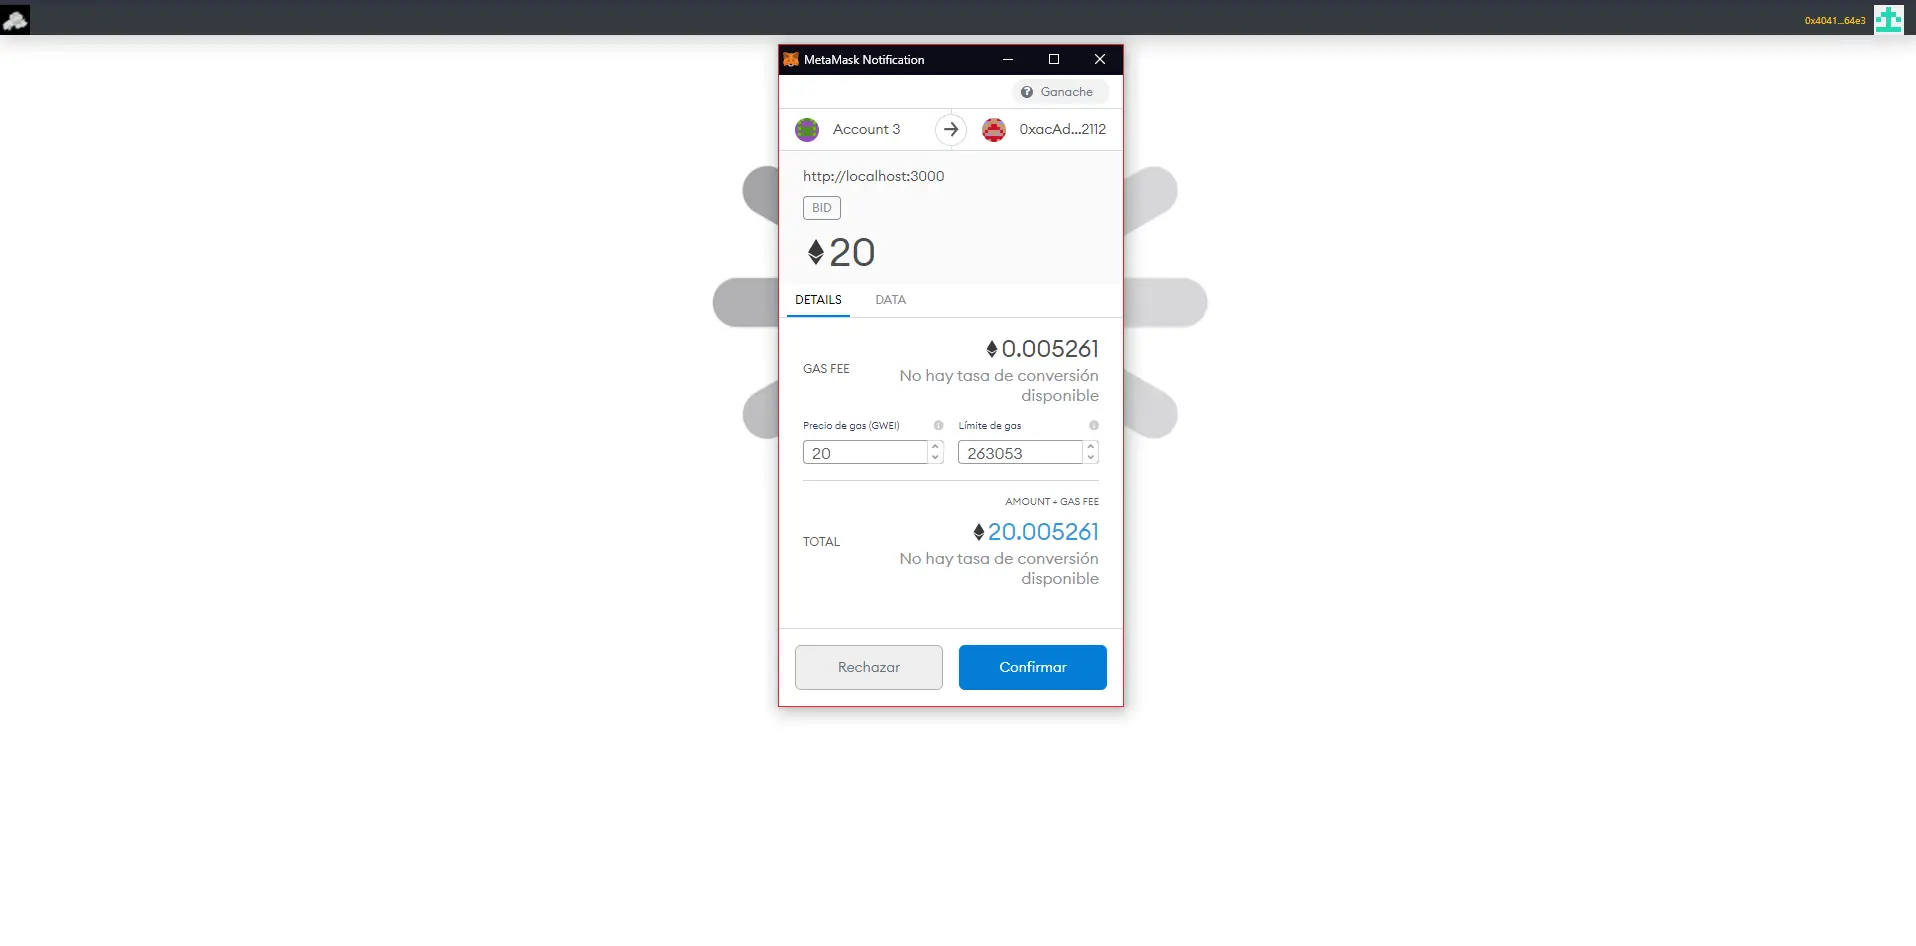 0x4041...64e3
MetaMask Notification
Ganache
Account 3
0xacAd...2112
http://localhost:3000
BID
20
DETAILS DATA
0.005261
GAS FEE
No hay tasa de conversión
disponible
Precio de gas (GWEI) Límite de gas
20 263053
AMOUNT + GAS FEE
20.005261
TOTAL
No hay tasa de conversión
disponible
Rechazar Confirmar